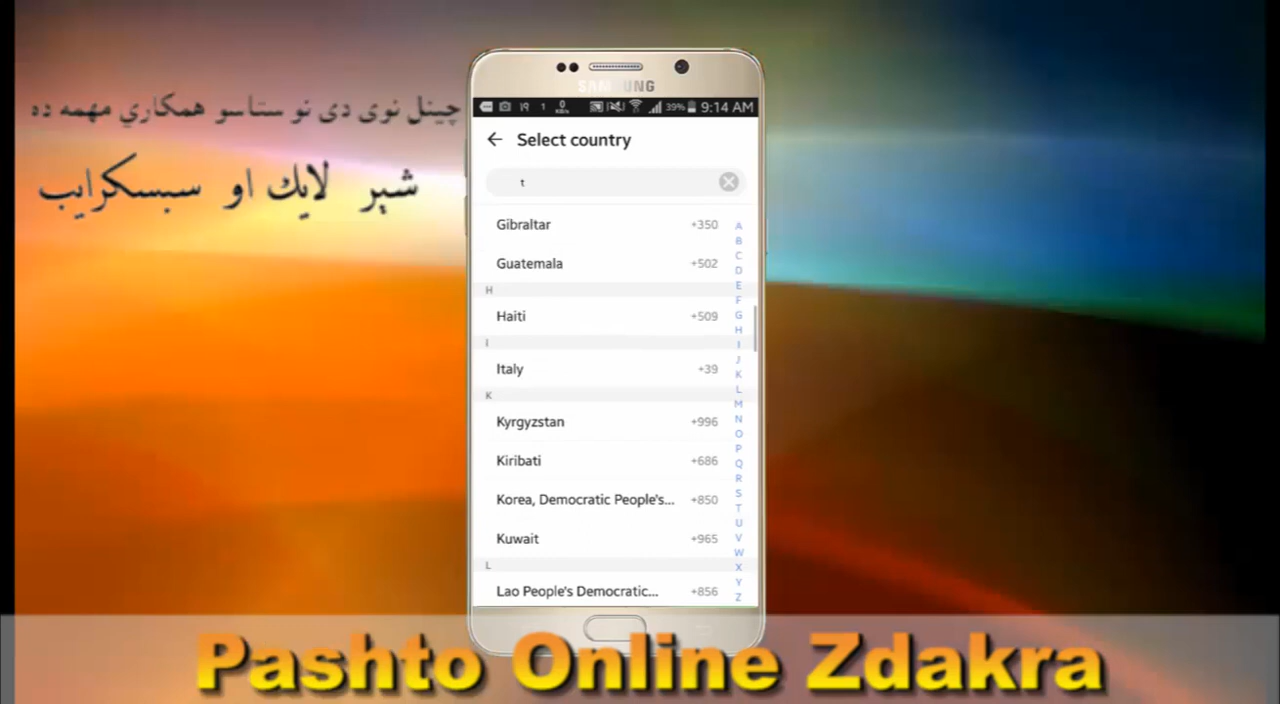 چینل نوی دی نو ستاسو همکاري مهمه ده
شېر لایک او سبسکرایب
SAMSUNG
39% 9:14 AM
Select country
t
Gibraltar +350
Guatemala +502
H
Haiti +509
I
Italy +39
K
Kyrgyzstan +996
Kiribati +686
Korea, Democratic People's... +850
Kuwait +965
L
Lao People's Democratic... +856
A
B
C
D
E
F
G
H
I
J
K
L
M
N
O
P
Q
R
S
T
U
V
W
X
Y
Z
Pashto Online Zdakra